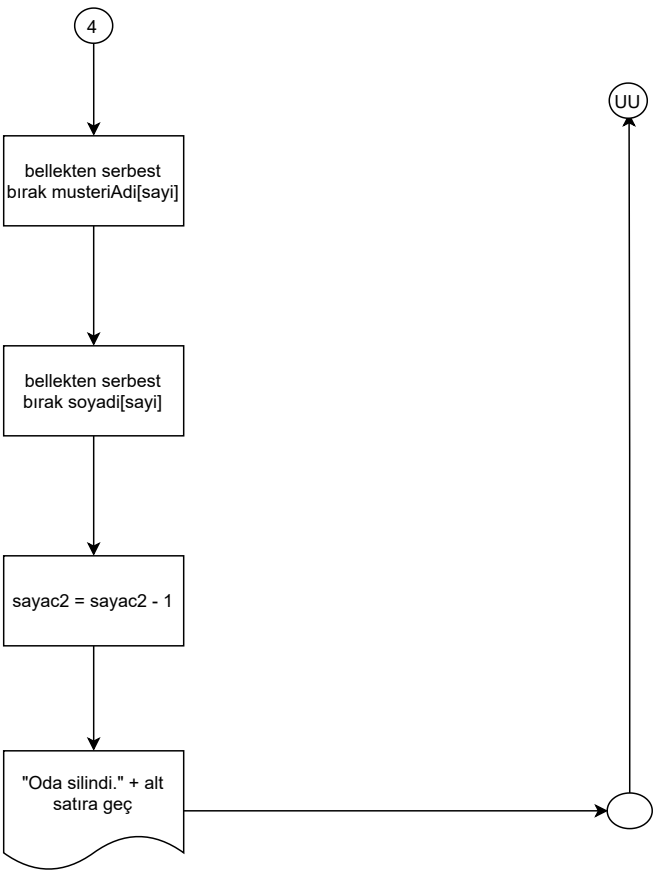 4
UU
bellekten serbest
bırak musteriAdi[sayi]
bellekten serbest
bırak soyadi[sayi]
sayac2 = sayac2 - 1
"Oda silindi." + alt
satıra geç